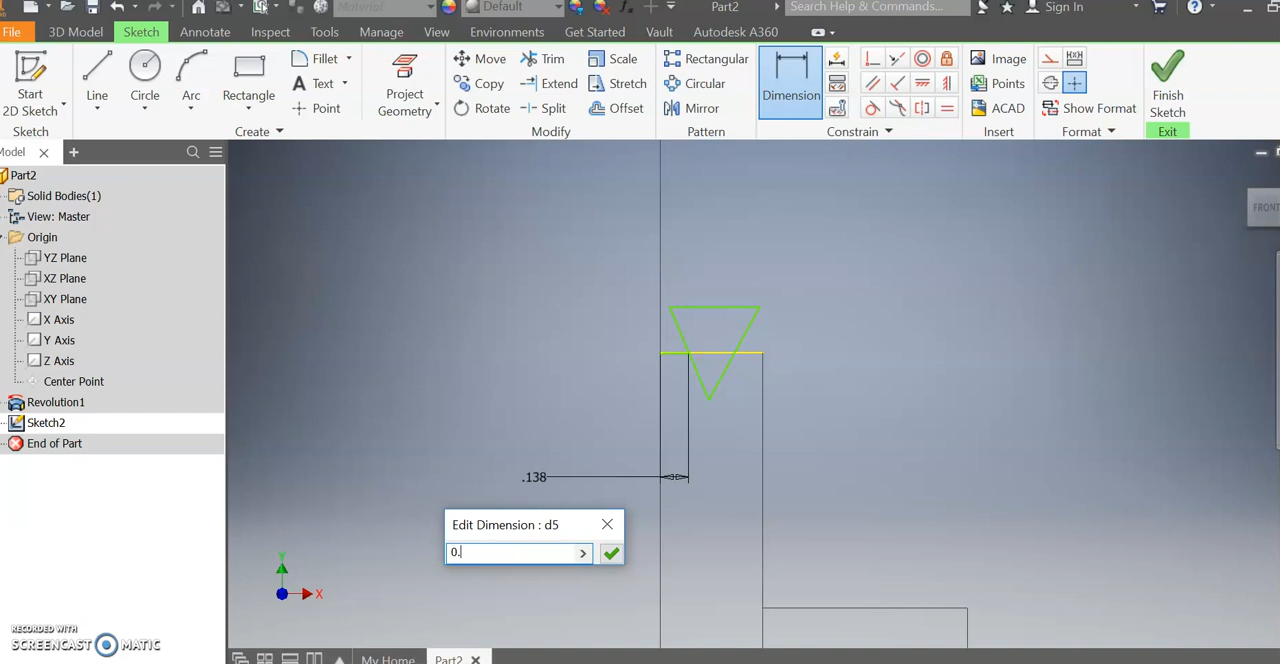 Material
Default
Part2
Search Help & Commands...
Sign In
File
3D Model
Sketch
Annotate
Inspect
Tools
Manage
View
Environments
Get Started
Vault
Autodesk A360
Start
2D Sketch
Line
Circle
Arc
Rectangle
Fillet
Text
Point
Project
Geometry
Move
Copy
Rotate
Trim
Extend
Split
Scale
Stretch
Offset
Rectangular
Circular
Mirror
Dimension
Image
Points
ACAD
Show Format
Finish
Sketch
Sketch
Create
Modify
Pattern
Constrain
Insert
Format
Exit
Model
Part2
Solid Bodies(1)
View: Master
Origin
YZ Plane
XZ Plane
XY Plane
X Axis
Y Axis
Z Axis
Center Point
Revolution1
Sketch2
End of Part
FRONT
.138
Edit Dimension : d5
0.
Y
X
RECORDED WITH
SCREENCAST MATIC
My Home
Part2